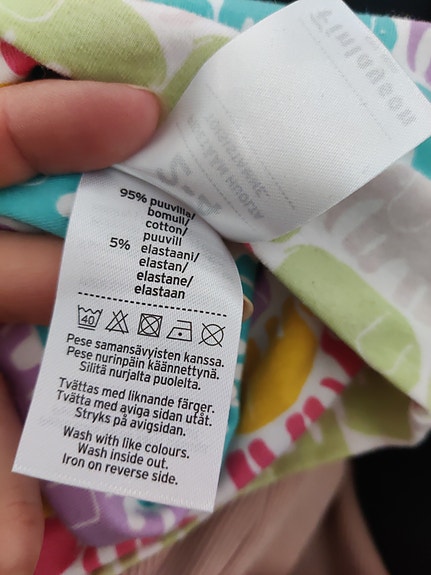 95% puuvilla/
bomull/
cotton/
puuvill
5% elastaani/
elastan/
elastane/
elastaan
40
Pese samansävyisten kanssa.
Pese nurinpäin käännettynä.
Silitä nurjalta puolelta.
Tvättas med liknande färger.
Tvätta med aviga sidan utåt.
Stryks på avigsidan.
Wash with like colours.
Wash inside out.
Iron on reverse side.